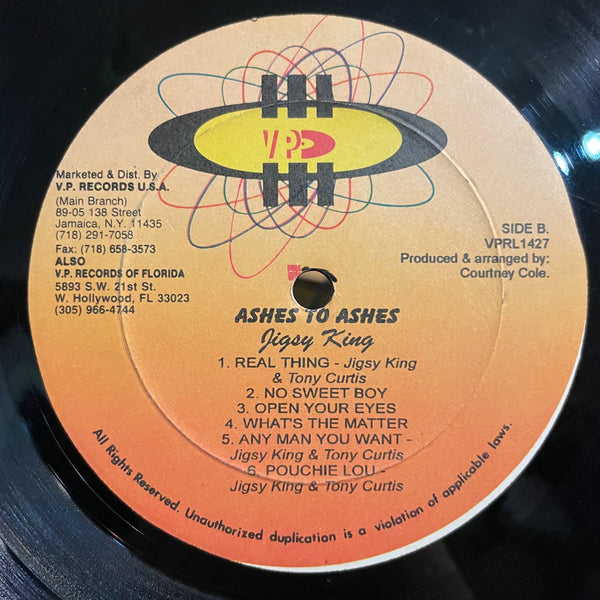 VP
Marketed & Dist. By
V.P. RECORDS U.S.A.
(Main Branch)
89-05 138 Street
Jamaica, N.Y. 11435
(718) 291-7058
Fax: (718) 658-3573
ALSO
V.P. RECORDS OF FLORIDA
5893 S.W. 21st St.
W. Hollywood, FL 33023
(305) 966-4744
SIDE B.
VPRL1427
Produced & arranged by:
Courtney Cole.
ASHES TO ASHES
Jigsy King
1. REAL THING - Jigsy King
& Tony Curtis
2. NO SWEET BOY
3. OPEN YOUR EYES
4. WHAT'S THE MATTER
5. ANY MAN YOU WANT -
Jigsy King & Tony Curtis
6. POUCHIE LOU -
Jigsy King & Tony Curtis
All Rights Reserved. Unauthorized duplication is a violation of applicable laws.